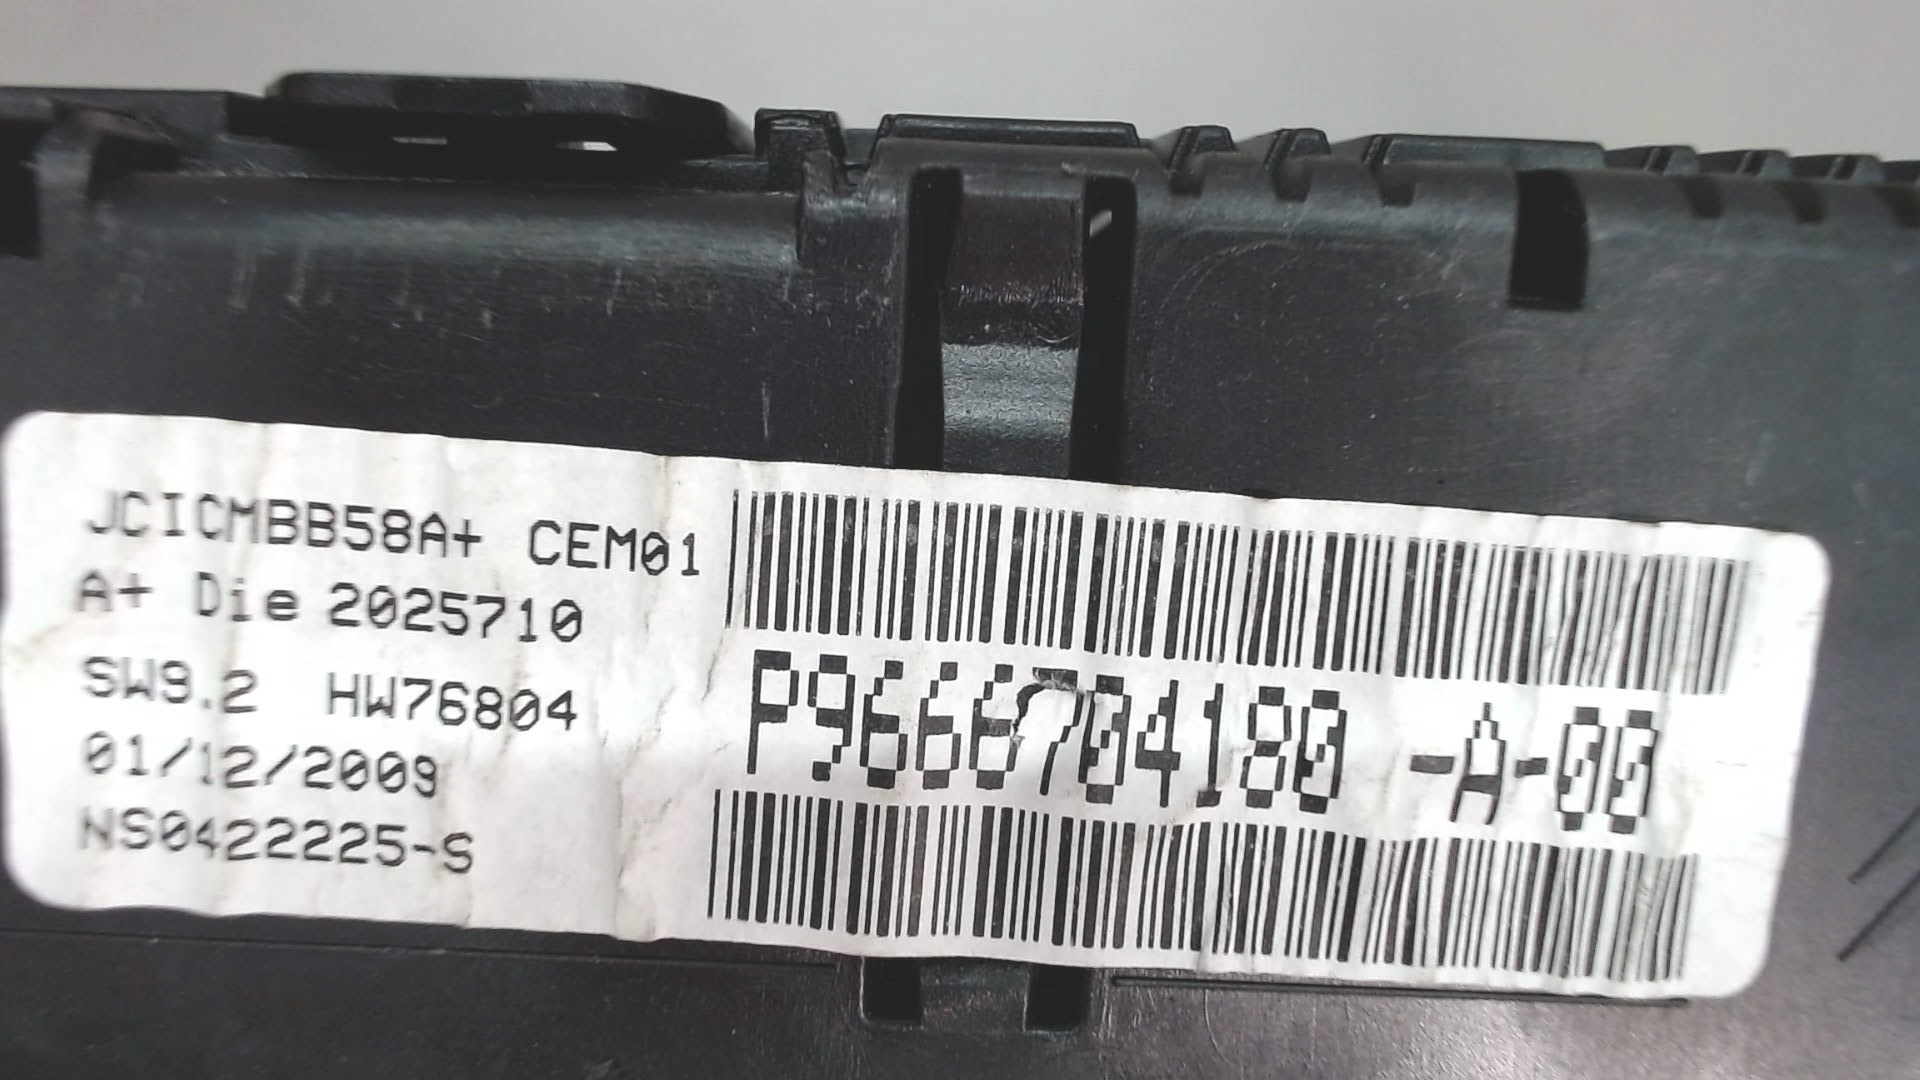 JCICMBB58A+ CEM01
A+ Die 2025710
SW9.2 HW76804
01/12/2009
NS0422225-S
P9666704180 -A-00